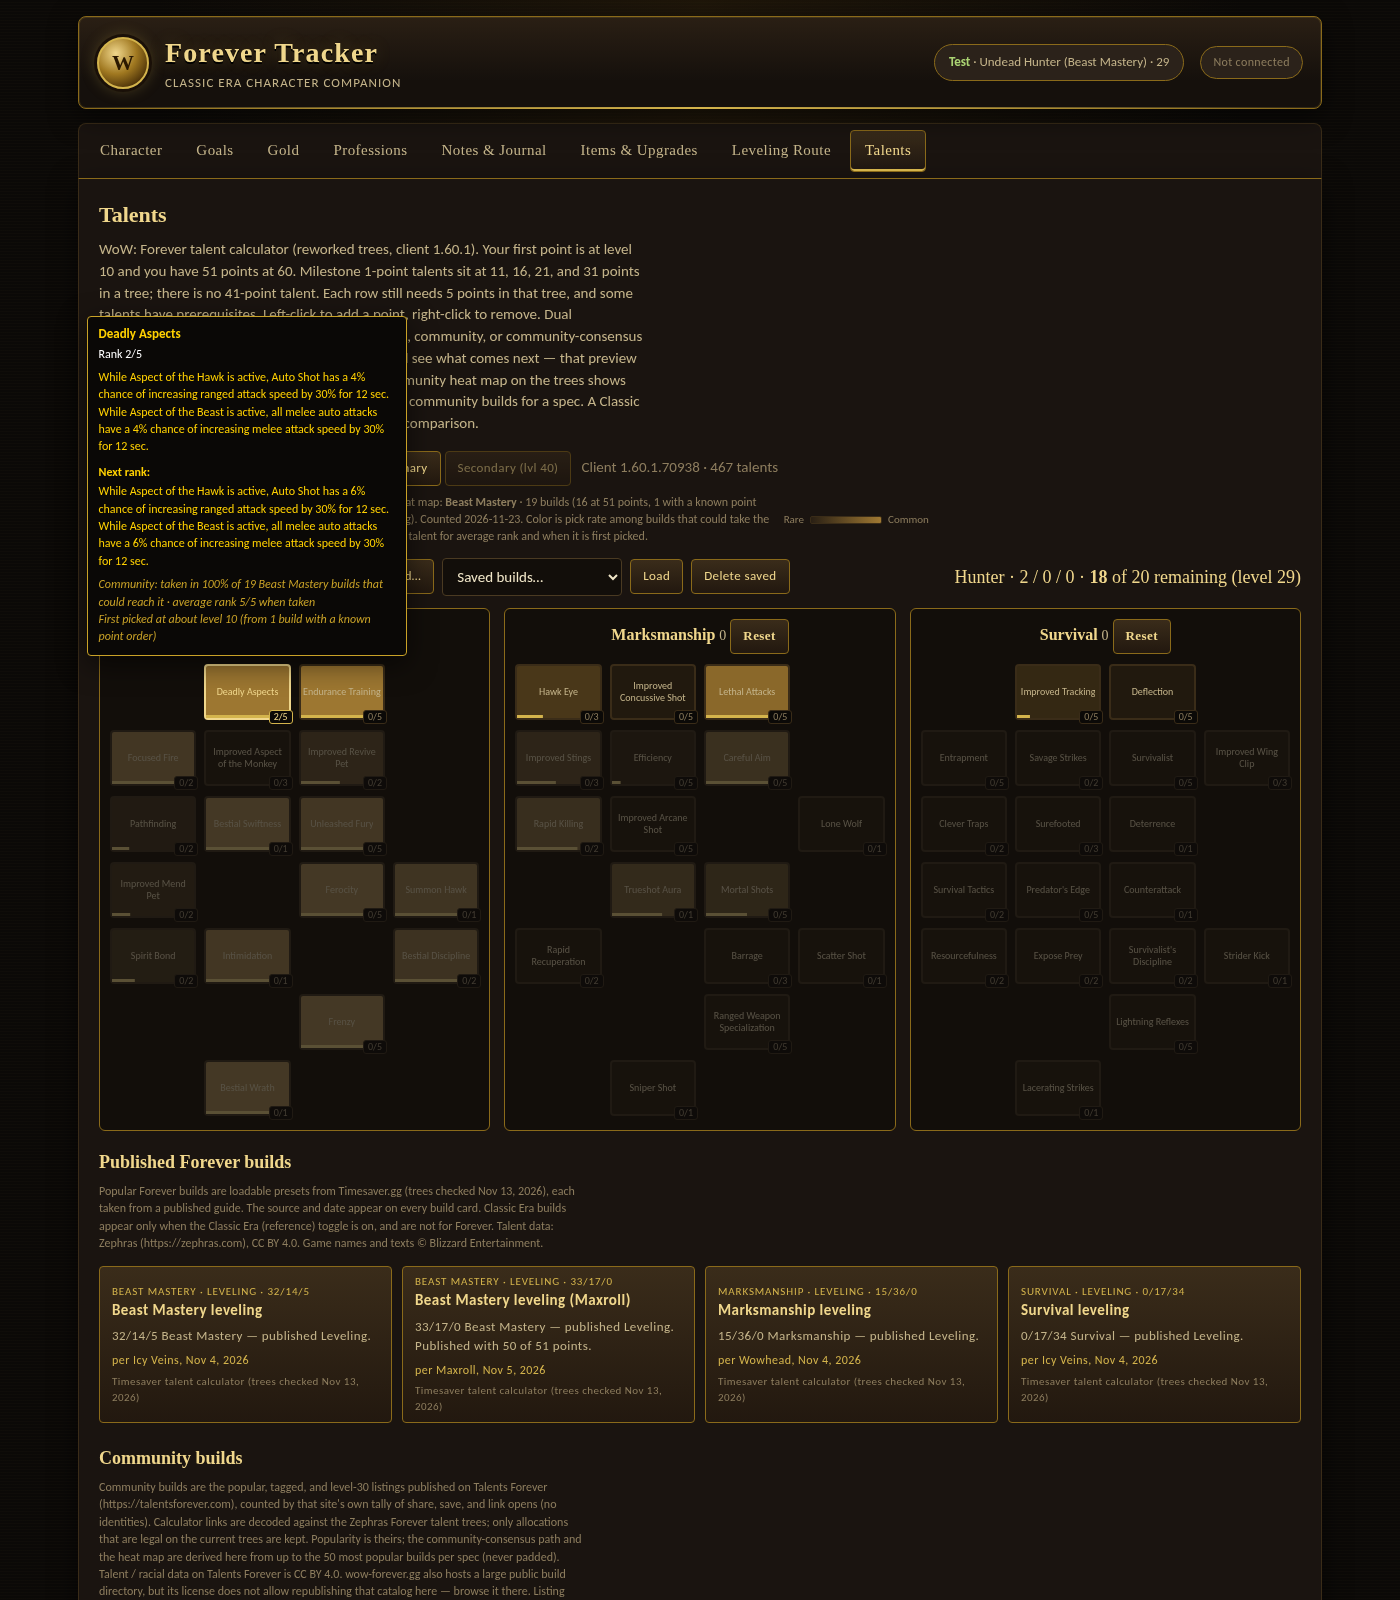 W
Forever Tracker
CLASSIC ERA CHARACTER COMPANION
Test · Undead Hunter (Beast Mastery) · 29
Not connected
Character
Goals
Gold
Professions
Notes & Journal
Items & Upgrades
Leveling Route
Talents
Talents
WoW: Forever talent calculator (reworked trees, client 1.60.1). Your first point is at level
10 and you have 51 points at 60. Milestone 1-point talents sit at 11, 16, 21, and 31 points
in a tree; there is no 41-point talent. Each row still needs 5 points in that tree, and some
talents have prerequisites. Left-click to add a point, right-click to remove. Dual
, community, or community-consensus
see what comes next — that preview
heat map on the trees shows
community builds for a spec. A Classic
comparison.
Deadly Aspects
Rank 2/5
While Aspect of the Hawk is active, Auto Shot has a 4%
chance of increasing ranged attack speed by 30% for 12 sec.
While Aspect of the Beast is active, all melee auto attacks
have a 4% chance of increasing melee attack speed by 30%
for 12 sec.
Next rank:
While Aspect of the Hawk is active, Auto Shot has a 6%
chance of increasing ranged attack speed by 30% for 12 sec.
While Aspect of the Beast is active, all melee auto attacks
have a 6% chance of increasing melee attack speed by 30%
for 12 sec.
Community: taken in 100% of 19 Beast Mastery builds that
could reach it · average rank 5/5 when taken
First picked at about level 10 (from 1 build with a known
point order)
Secondary (lvl 40)
Client 1.60.1.70938 · 467 talents
map: Beast Mastery · 19 builds (16 at 51 points, 1 with a known point
). Counted 2026-11-23. Color is pick rate among builds that could take the
talent for average rank and when it is first picked.
Rare
Common
Saved builds...
Load
Delete saved
Hunter · 2 / 0 / 0 · 18 of 20 remaining (level 29)
Marksmanship 0
Reset
Survival 0
Reset
Deadly Aspects
2/5
Endurance Training
0/5
Hawk Eye
0/3
Improved Concussive Shot
0/5
Lethal Attacks
0/5
Improved Tracking
0/5
Deflection
0/5
Focused Fire
0/2
Improved Aspect of the Monkey
0/3
Improved Revive Pet
0/2
Improved Stings
0/3
Efficiency
0/5
Careful Aim
0/5
Entrapment
0/5
Savage Strikes
0/2
Survivalist
0/5
Improved Wing Clip
0/3
Pathfinding
0/2
Bestial Swiftness
0/1
Unleashed Fury
0/5
Rapid Killing
0/2
Improved Arcane Shot
0/5
Lone Wolf
0/1
Clever Traps
0/2
Surefooted
0/3
Deterrence
0/1
Improved Mend Pet
0/2
Ferocity
0/5
Summon Hawk
0/1
Trueshot Aura
0/1
Mortal Shots
0/5
Survival Tactics
0/2
Predator's Edge
0/5
Counterattack
0/1
Spirit Bond
0/2
Intimidation
0/1
Bestial Discipline
0/2
Rapid Recuperation
0/2
Barrage
0/3
Scatter Shot
0/1
Resourcefulness
0/2
Expose Prey
0/2
Survivalist's Discipline
0/2
Strider Kick
0/1
Frenzy
0/5
Ranged Weapon Specialization
0/5
Lightning Reflexes
0/5
Bestial Wrath
0/1
Sniper Shot
0/1
Lacerating Strikes
0/1
Published Forever builds
Popular Forever builds are loadable presets from Timesaver.gg (trees checked Nov 13, 2026), each
taken from a published guide. The source and date appear on every build card. Classic Era builds
appear only when the Classic Era (reference) toggle is on, and are not for Forever. Talent data:
Zephras (https://zephras.com), CC BY 4.0. Game names and texts © Blizzard Entertainment.
BEAST MASTERY · LEVELING · 32/14/5
Beast Mastery leveling
32/14/5 Beast Mastery — published Leveling.
per Icy Veins, Nov 4, 2026
Timesaver talent calculator (trees checked Nov 13,
2026)
BEAST MASTERY · LEVELING · 33/17/0
Beast Mastery leveling (Maxroll)
33/17/0 Beast Mastery — published Leveling.
Published with 50 of 51 points.
per Maxroll, Nov 5, 2026
Timesaver talent calculator (trees checked Nov 13,
2026)
MARKSMANSHIP · LEVELING · 15/36/0
Marksmanship leveling
15/36/0 Marksmanship — published Leveling.
per Wowhead, Nov 4, 2026
Timesaver talent calculator (trees checked Nov 13,
2026)
SURVIVAL · LEVELING · 0/17/34
Survival leveling
0/17/34 Survival — published Leveling.
per Icy Veins, Nov 4, 2026
Timesaver talent calculator (trees checked Nov 13,
2026)
Community builds
Community builds are the popular, tagged, and level-30 listings published on Talents Forever
(https://talentsforever.com), counted by that site's own tally of share, save, and link opens (no
identities). Calculator links are decoded against the Zephras Forever talent trees; only allocations
that are legal on the current trees are kept. Popularity is theirs; the community-consensus path and
the heat map are derived here from up to the 50 most popular builds per spec (never padded).
Talent / racial data on Talents Forever is CC BY 4.0. wow-forever.gg also hosts a large public build
directory, but its license does not allow republishing that catalog here — browse it there. Listing